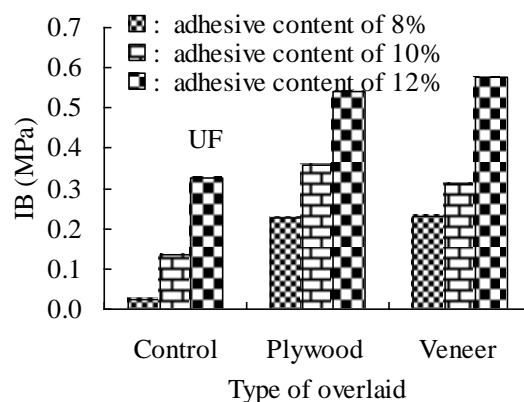 0.7
: adhesive content of 8%
0.6
: adhesive content of 10%
: adhesive content of 12%
0.5
UF
0.4
0.3
0.2
0.1
0.0
IB (MPa)
Control Plywood Veneer
Type of overlaid